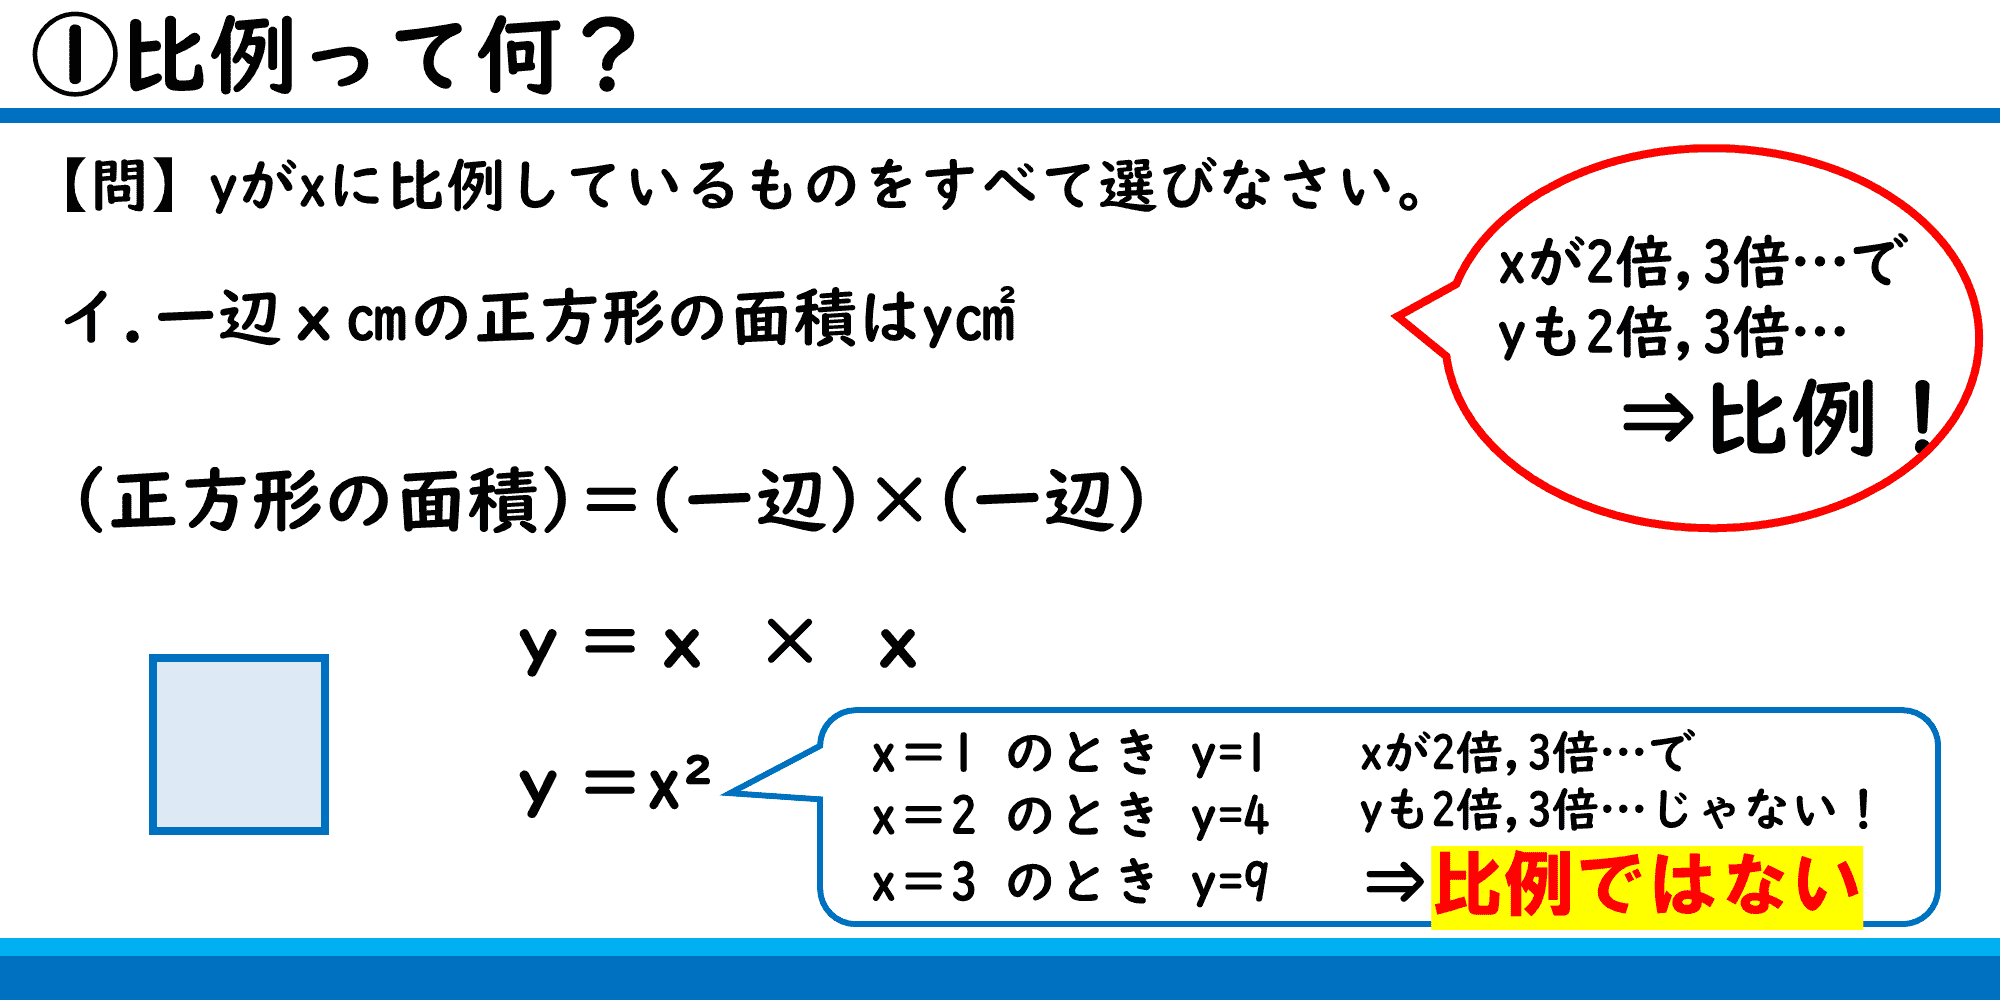 ①比例って何？
【問】yがxに比例しているものをすべて選びなさい。
イ.一辺ｘ㎝の正方形の面積はy㎠
xが2倍,3倍…で
yも2倍,3倍…
⇒比例！
(正方形の面積)＝(一辺)×(一辺)
y＝x × x
y＝x²
x＝1 のとき y=1
x＝2 のとき y=4
x＝3 のとき y=9
xが2倍,3倍…で
yも2倍,3倍…じゃない！
⇒比例ではない